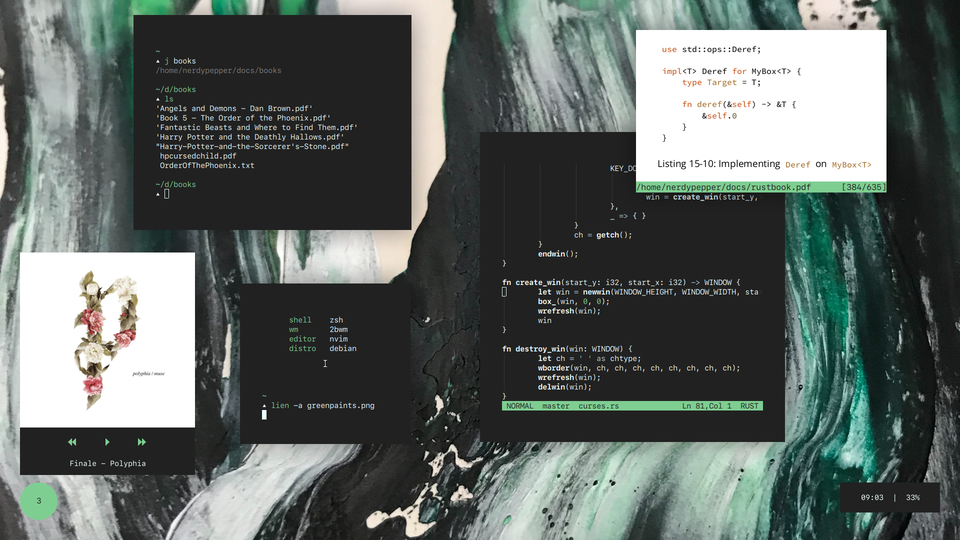 ~
▴ j books
/home/nerdypepper/docs/books
~/d/books
▴ ls
'Angels and Demons - Dan Brown.pdf'
'Book 5 - The Order of the Phoenix.pdf'
'Fantastic Beasts and Where to Find Them.pdf'
'Harry Potter and the Deathly Hallows.pdf'
"Harry-Potter-and-the-Sorcerer's-Stone.pdf"
hpcursedchild.pdf
OrderOfThePhoenix.txt
~/d/books
▴
use std::ops::Deref;
impl<T> Deref for MyBox<T> {
type Target = T;
fn deref(&self) -> &T {
&self.0
}
}
Listing 15-10: Implementing Deref on MyBox<T>
/home/nerdypepper/docs/rustbook.pdf [384/635]
KEY_DO
win = create_win(start_y,
},
_ => { }
}
ch = getch();
}
endwin();
}
fn create_win(start_y: i32, start_x: i32) -> WINDOW {
let win = newwin(WINDOW_HEIGHT, WINDOW_WIDTH, sta
box_(win, 0, 0);
wrefresh(win);
win
}
fn destroy_win(win: WINDOW) {
let ch = ' ' as chtype;
wborder(win, ch, ch, ch, ch, ch, ch, ch, ch);
wrefresh(win);
delwin(win);
}
NORMAL master curses.rs Ln 81,Col 1 RUST
polyphia / muse
Finale - Polyphia
shell zsh
wm 2bwm
editor nvim
distro debian
~
▴ lien -a greenpaints.png
3
09:03 | 33%